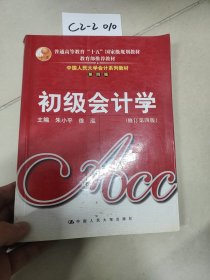 C2-2 010
普通高等教育“十五”国家级规划教材
教育部推荐教材
中国人民大学会计系列教材
第四版
初级会计学
主编 朱小平 徐泓 (修订第四版)
Acc
中国人民大学出版社